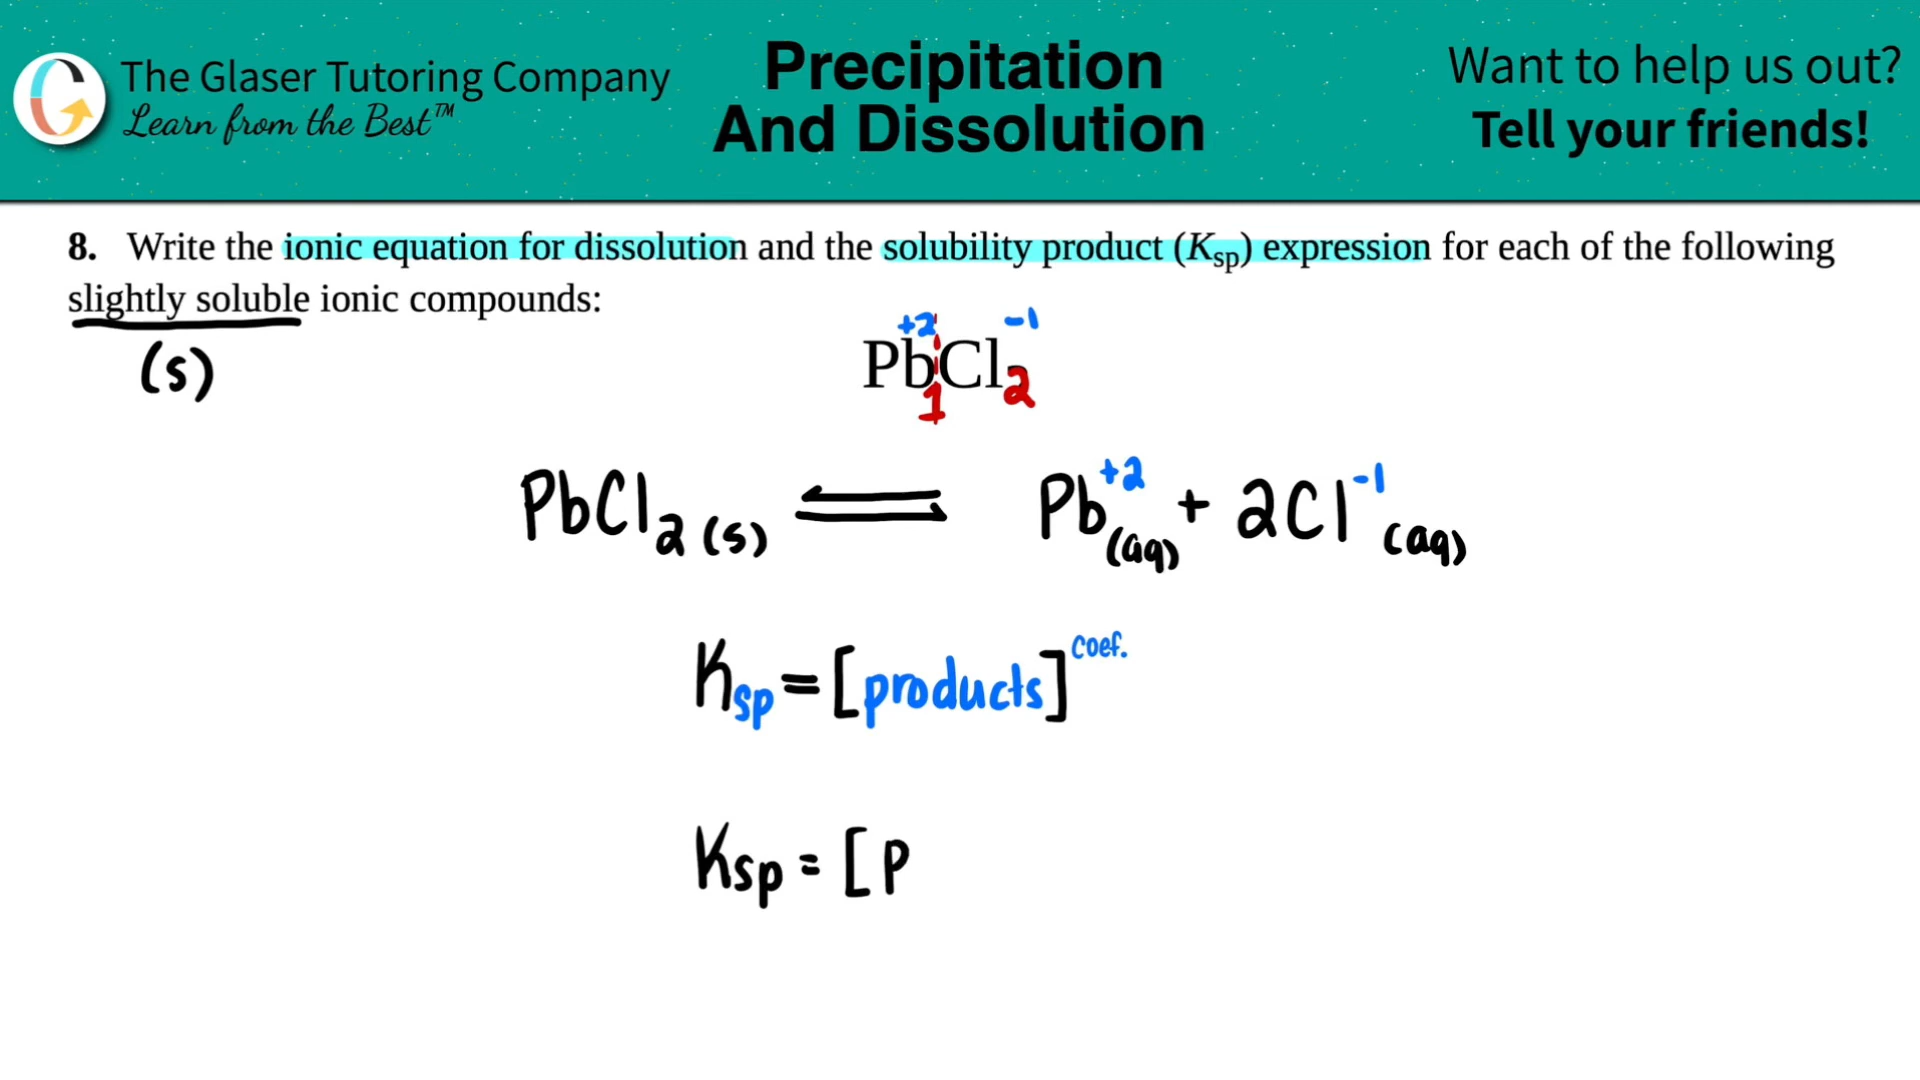 The Glaser Tutoring Company
Learn from the Best™
Precipitation
And Dissolution
Want to help us out?
Tell your friends!
8. Write the ionic equation for dissolution and the solubility product (Ksp) expression for each of the following
slightly soluble ionic compounds:
(s)
+2 -1
PbCl2
1
PbCl2 (s) ⇌ Pb+2(aq) + 2Cl-1(aq)
Ksp = [products]coef.
Ksp = [P